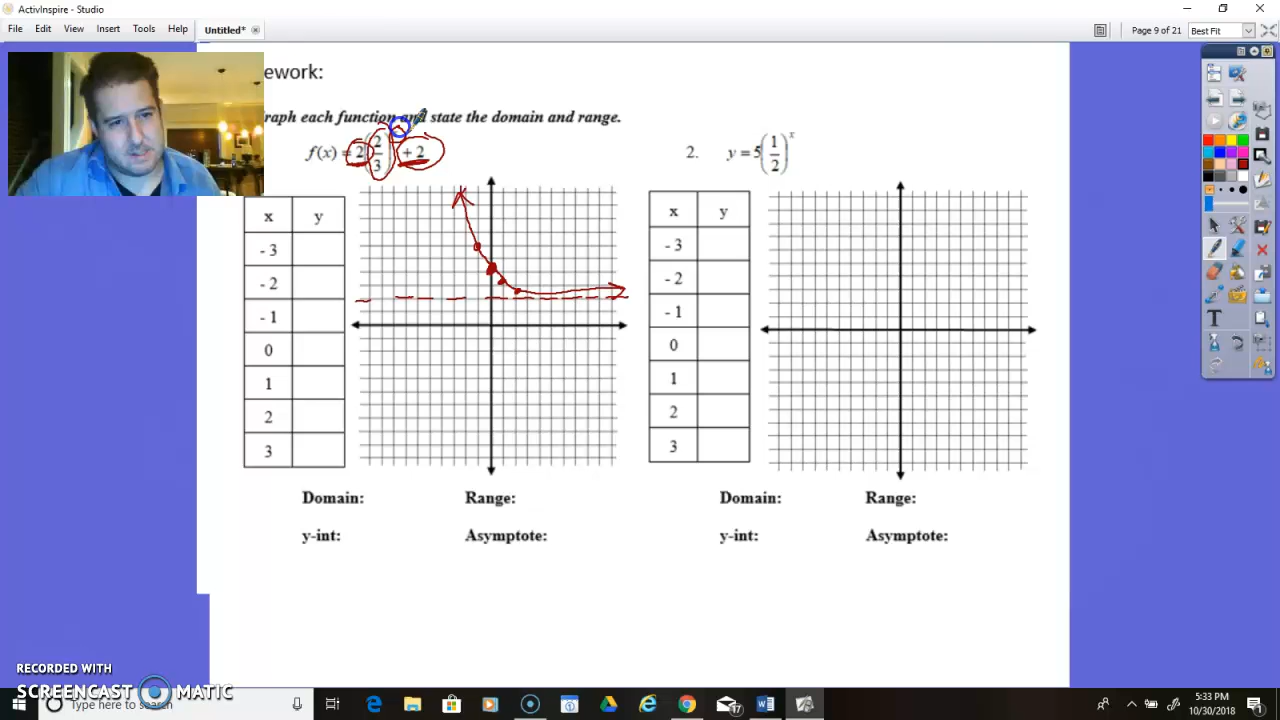 ActivInspire - Studio
File Edit View Insert Tools Help Untitled* Page 9 of 21 Best Fit
ework:
raph each function and state the domain and range.
f(x) = 2(2/3) + 2
2. y = 5(1/2)^x
x y
- 3
- 2
- 1
0
1
2
3
x y
- 3
- 2
- 1
0
1
2
3
Domain: Range:
y-int: Asymptote:
Domain: Range:
y-int: Asymptote:
RECORDED WITH
SCREENCAST MATIC
Type here to search
17
5:33 PM
10/30/2018